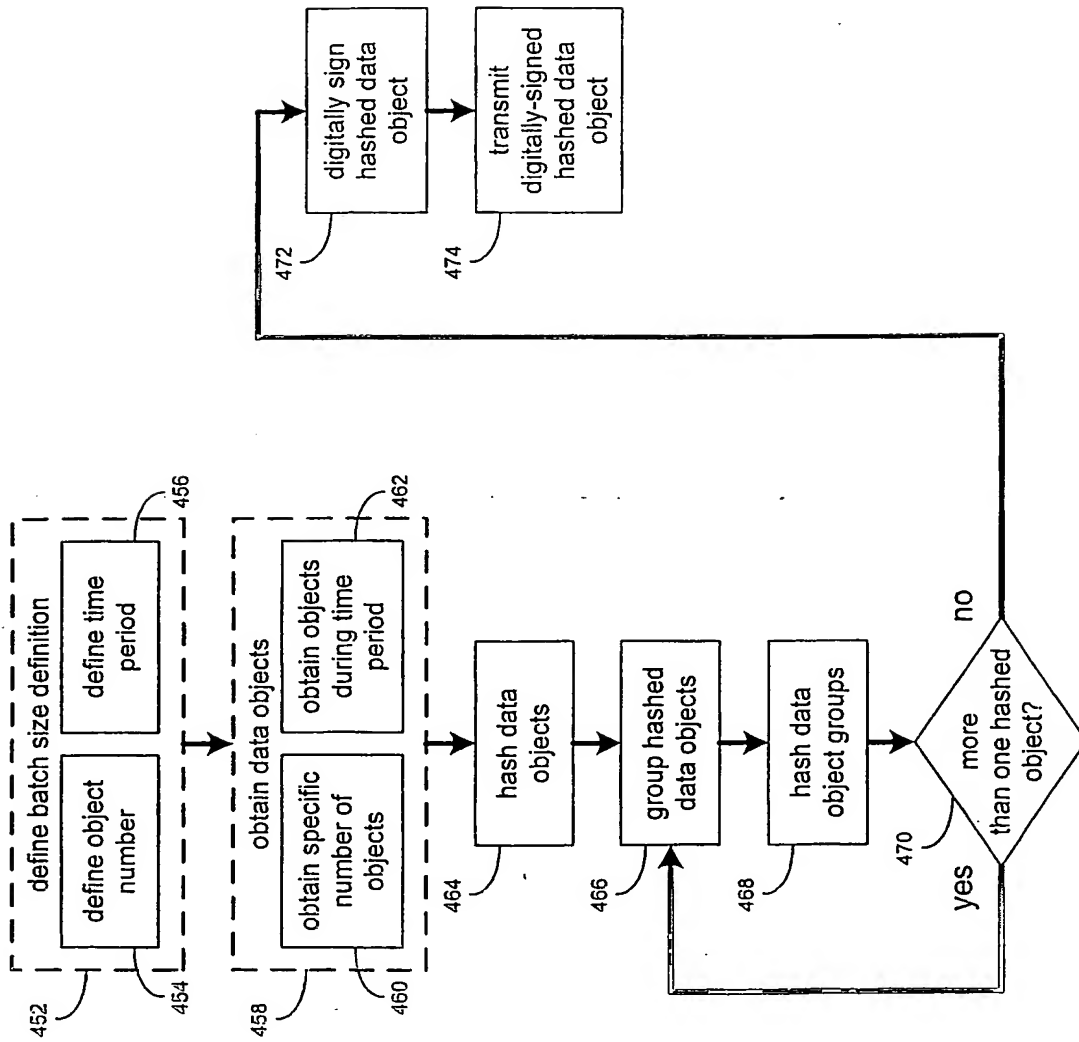 define batch size definition
define object
number
define time
period
452
454
456
obtain data objects
obtain specific
number of
objects
obtain objects
during time
period
458
460
462
hash data
objects
464
group hashed
data objects
466
hash data
object groups
468
more
than one hashed
object?
470
yes
no
digitally sign
hashed data
object
472
transmit
digitally-signed
hashed data
object
474